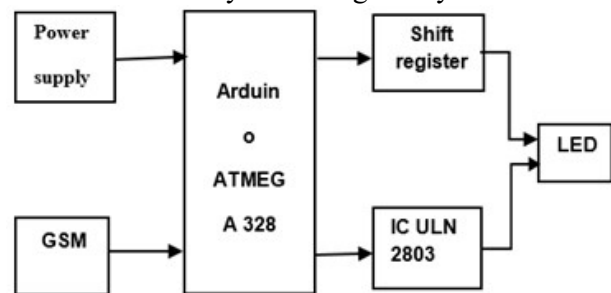 Power
supply
GSM
Arduin
o
ATMEG
A 328
Shift
register
IC ULN
2803
LED